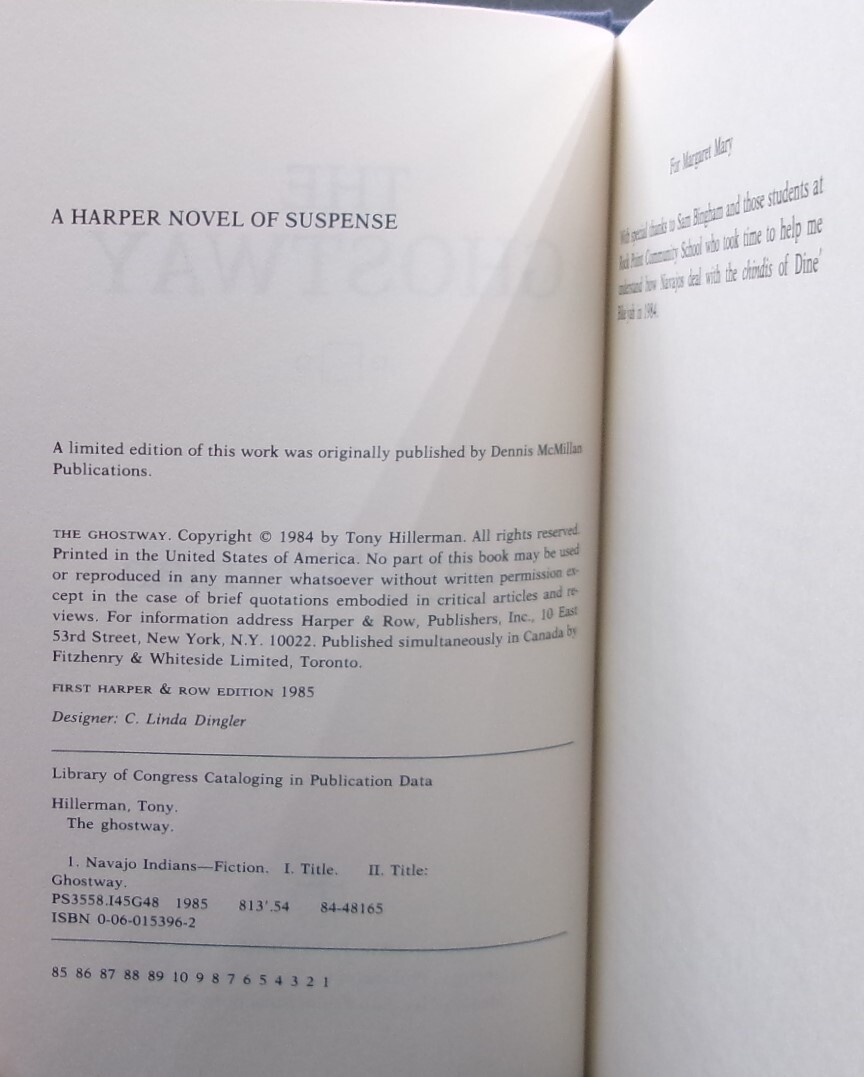 A HARPER NOVEL OF SUSPENSE
A limited edition of this work was originally published by Dennis McMillan
Publications.
THE GHOSTWAY. Copyright © 1984 by Tony Hillerman. All rights reserved.
Printed in the United States of America. No part of this book may be used
or reproduced in any manner whatsoever without written permission ex-
cept in the case of brief quotations embodied in critical articles and re-
views. For information address Harper & Row, Publishers, Inc., 10 East
53rd Street, New York, N.Y. 10022. Published simultaneously in Canada by
Fitzhenry & Whiteside Limited, Toronto.
FIRST HARPER & ROW EDITION 1985
Designer: C. Linda Dingler
Library of Congress Cataloging in Publication Data
Hillerman, Tony.
The ghostway.
1. Navajo Indians—Fiction. I. Title. II. Title:
Ghostway.
PS3558.I45G48 1985 813'.54 84-48165
ISBN 0-06-015396-2
85 86 87 88 89 10 9 8 7 6 5 4 3 2 1
For Margaret Mary
With special thanks to Sam Bingham and those students at
Rock Point Community School who took time to help me
understand how Navajos deal with the chindis of Dine'
in 1984.